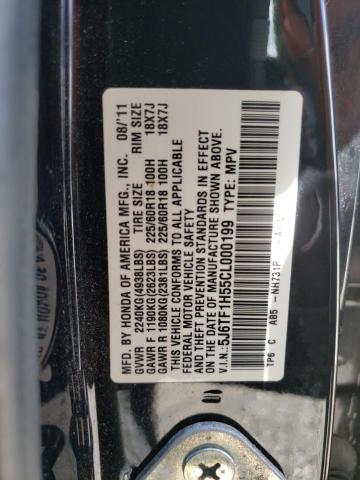 MFD. BY HONDA OF AMERICA MFG., INC. 08/'11
TIRE SIZE RIM SIZE
GVWR 2240KG(4938LBS)
GAWR F 1190KG(2623LBS) 225/60R18 100H 18X7J
GAWR R 1080KG(2381LBS) 225/60R18 100H 18X7J
THIS VEHICLE CONFORMS TO ALL APPLICABLE
FEDERAL MOTOR VEHICLE SAFETY
AND THEFT PREVENTION STANDARDS IN EFFECT
ON THE DATE OF MANUFACTURE SHOWN ABOVE.
V.I.N.: 5J6TF1H55CL000199 TYPE: MPV
TP6 C AB5 -NH731P